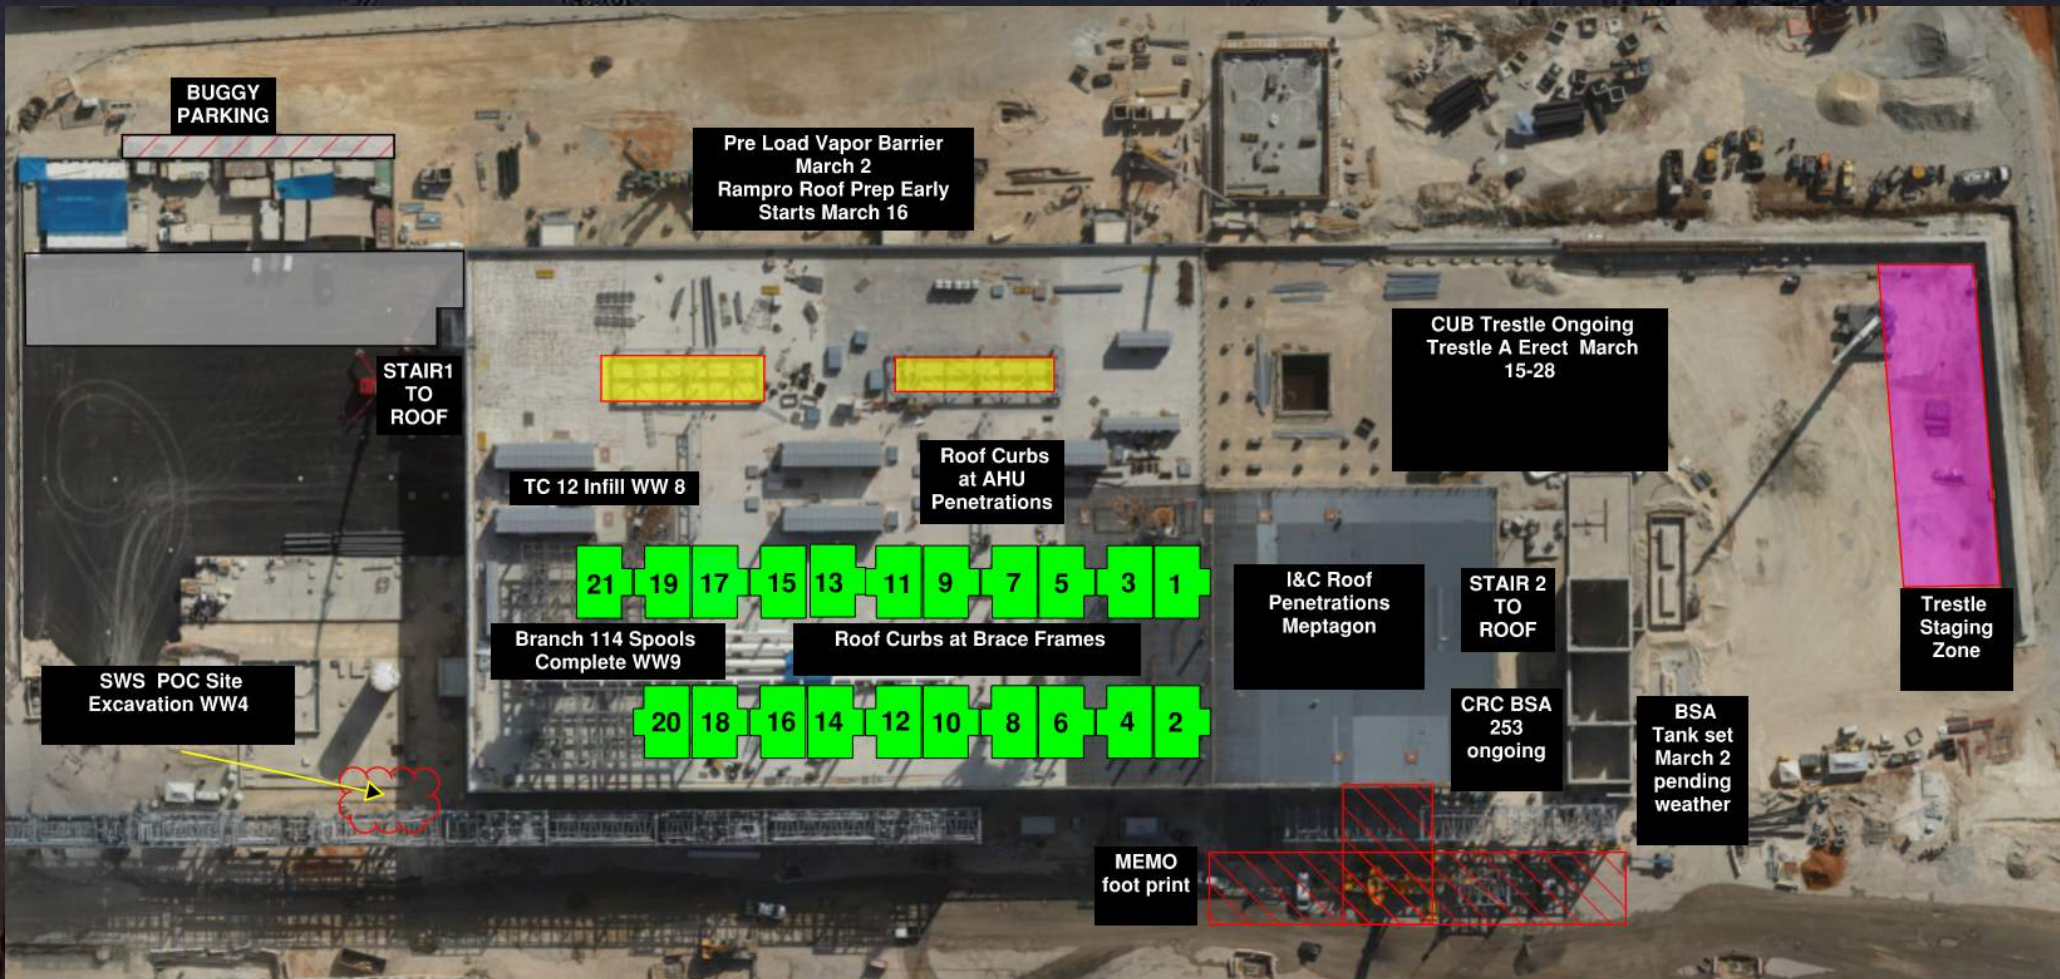 BUGGY
PARKING
Pre Load Vapor Barrier
March 2
Rampro Roof Prep Early
Starts March 16
CUB Trestle Ongoing
Trestle A Erect March
15-28
STAIR1
TO
ROOF
TC 12 Infill WW 8
Roof Curbs
at AHU
Penetrations
21 19 17 15 13 11 9 7 5 3 1
I&C Roof
Penetrations
Meptagon
STAIR 2
TO
ROOF
Trestle
Staging
Zone
Branch 114 Spools
Complete WW9
Roof Curbs at Brace Frames
SWS POC Site
Excavation WW4
20 18 16 14 12 10 8 6 4 2
CRC BSA
253
ongoing
BSA
Tank set
March 2
pending
weather
MEMO
foot print